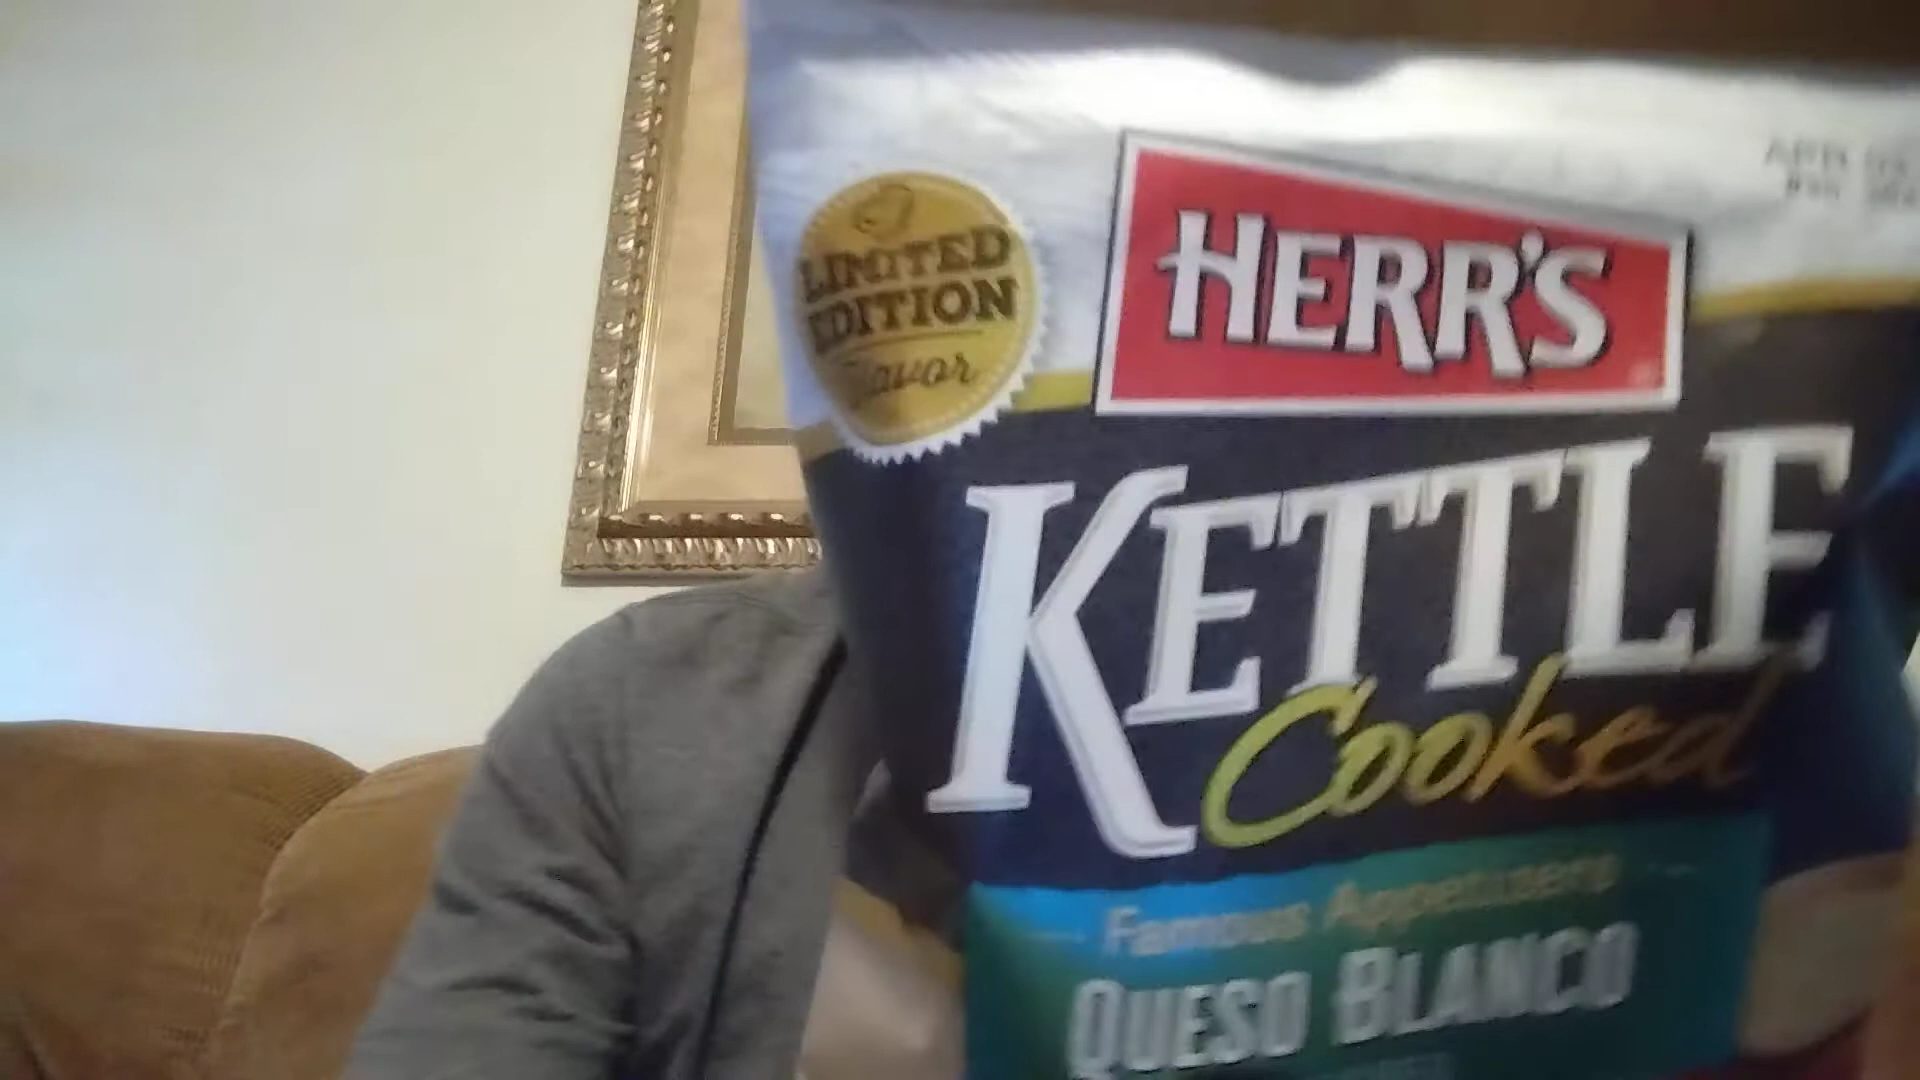 LIMITED
EDITION
Flavor
HERR'S
KETTLE
Cooked
Famous Appetizers
QUESO BLANCO